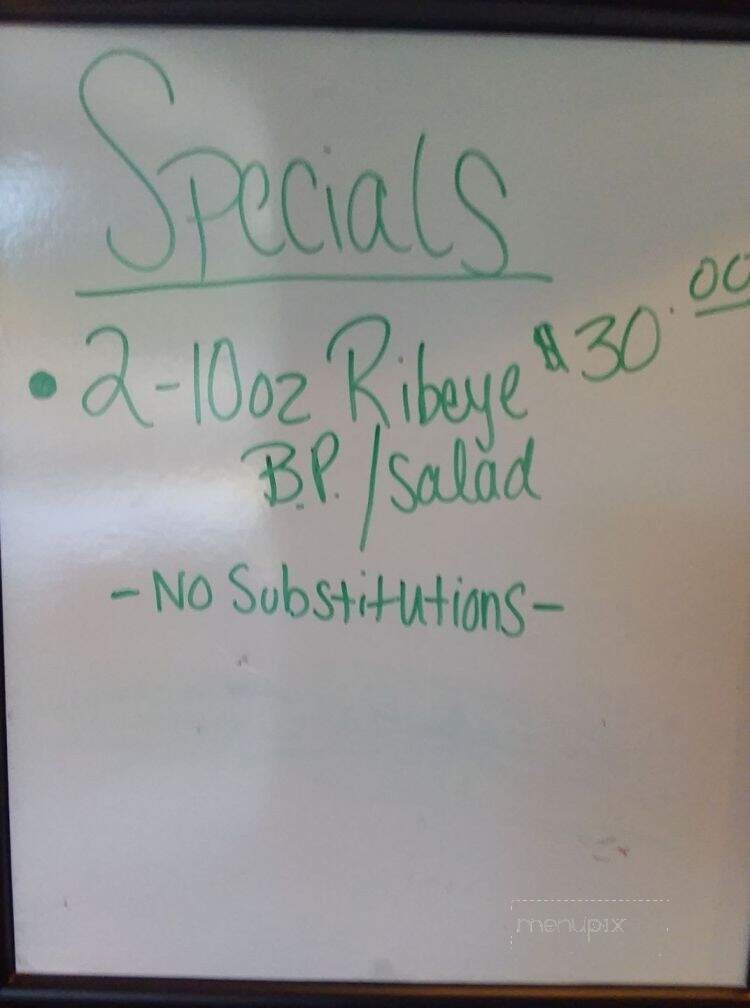 Specials
• 2-10oz Ribeye $30.00
B.P./Salad
- No Substitutions -
menupix